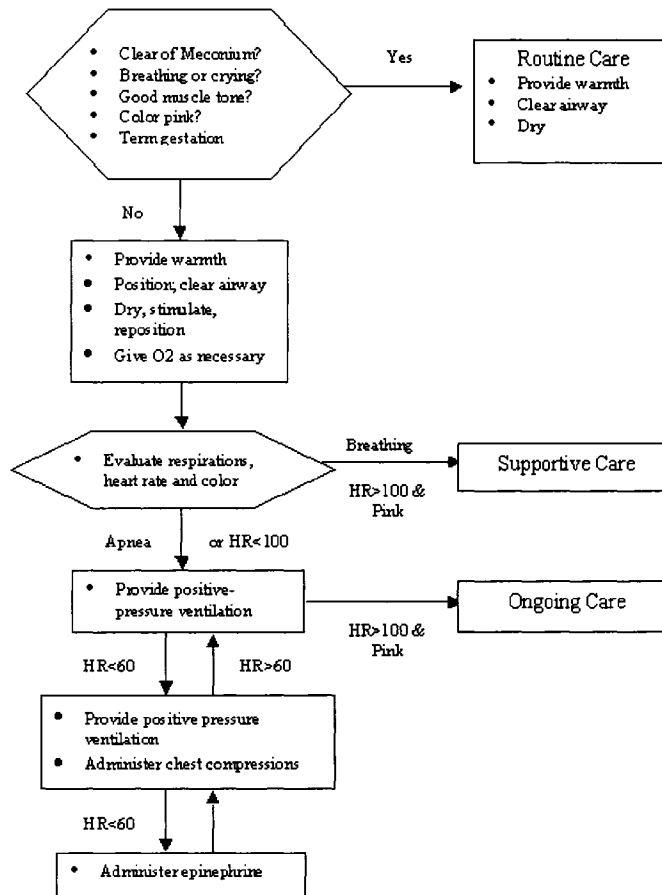 • Clear of Meconium?
• Breathing or crying?
• Good muscle tone?
• Color pink?
• Term gestation
Yes
Routine Care
• Provide warmth
• Clear airway
• Dry
No
• Provide warmth
• Position; clear airway
• Dry, stimulate,
reposition
• Give O2 as necessary
• Evaluate respirations,
heart rate and color
Breathing
HR>100 &
Pink
Supportive Care
Apnea
or HR<100
• Provide positive-
pressure ventilation
HR>100 &
Pink
Ongoing Care
HR<60
HR>60
• Provide positive pressure
ventilation
• Administer chest compressions
HR<60
• Administer epinephrine